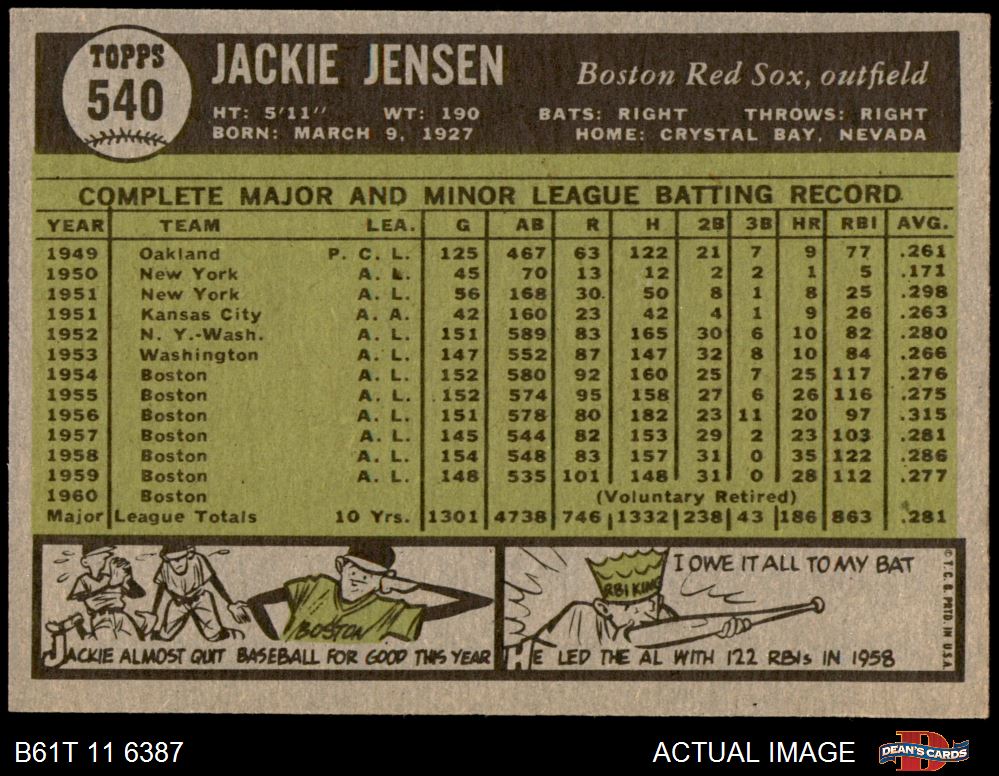 TOPPS
540
JACKIE JENSEN
Boston Red Sox, outfield
HT: 5'11" WT: 190 BATS: RIGHT THROWS: RIGHT
BORN: MARCH 9, 1927 HOME: CRYSTAL BAY, NEVADA
COMPLETE MAJOR AND MINOR LEAGUE BATTING RECORD
YEAR TEAM LEA. G AB R H 2B 3B HR RBI AVG.
1949 Oakland P. C. L. 125 467 63 122 21 7 9 77 .261
1950 New York A. L. 45 70 13 12 2 2 1 5 .171
1951 New York A. L. 56 168 30 50 8 1 8 25 .298
1951 Kansas City A. A. 42 160 23 42 4 1 9 26 .263
1952 N. Y.-Wash. A. L. 151 589 83 165 30 6 10 82 .280
1953 Washington A. L. 147 552 87 147 32 8 10 84 .266
1954 Boston A. L. 152 580 92 160 25 7 25 117 .276
1955 Boston A. L. 152 574 95 158 27 6 26 116 .275
1956 Boston A. L. 151 578 80 182 23 11 20 97 .315
1957 Boston A. L. 145 544 82 153 29 2 23 103 .281
1958 Boston A. L. 154 548 83 157 31 0 35 122 .286
1959 Boston A. L. 148 535 101 148 31 0 28 112 .277
1960 Boston (Voluntary Retired)
Major League Totals 10 Yrs. 1301 4738 746 1332 238 43 186 863 .281
BOSTON
JACKIE ALMOST QUIT BASEBALL FOR GOOD THIS YEAR
RBI KING
I OWE IT ALL TO MY BAT
HE LED THE AL WITH 122 RBIs IN 1958
© T. C. G. PRTD. IN U.S.A.
B61T 11 6387
ACTUAL IMAGE
DEAN'S CARDS